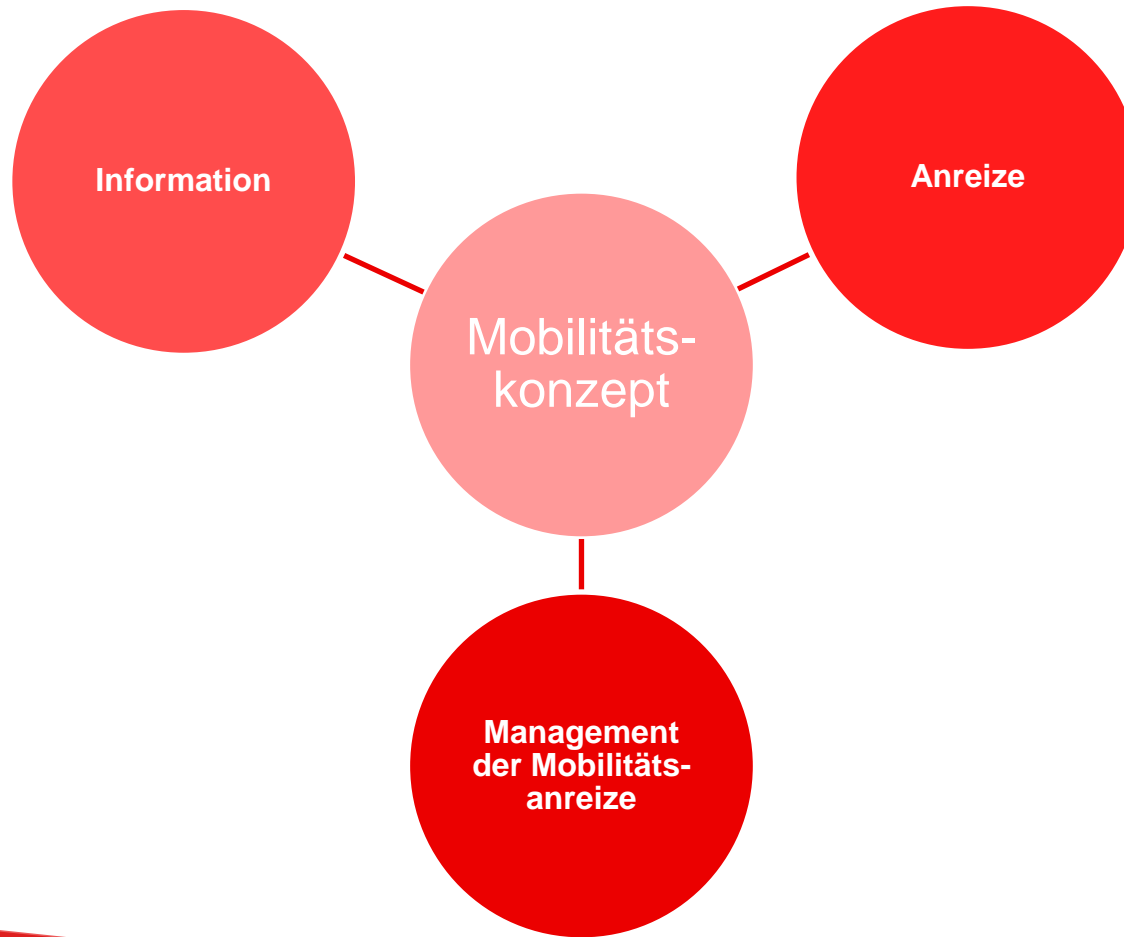 Information
Anreize
Mobilitäts-
konzept
Management
der Mobilitäts-
anreize